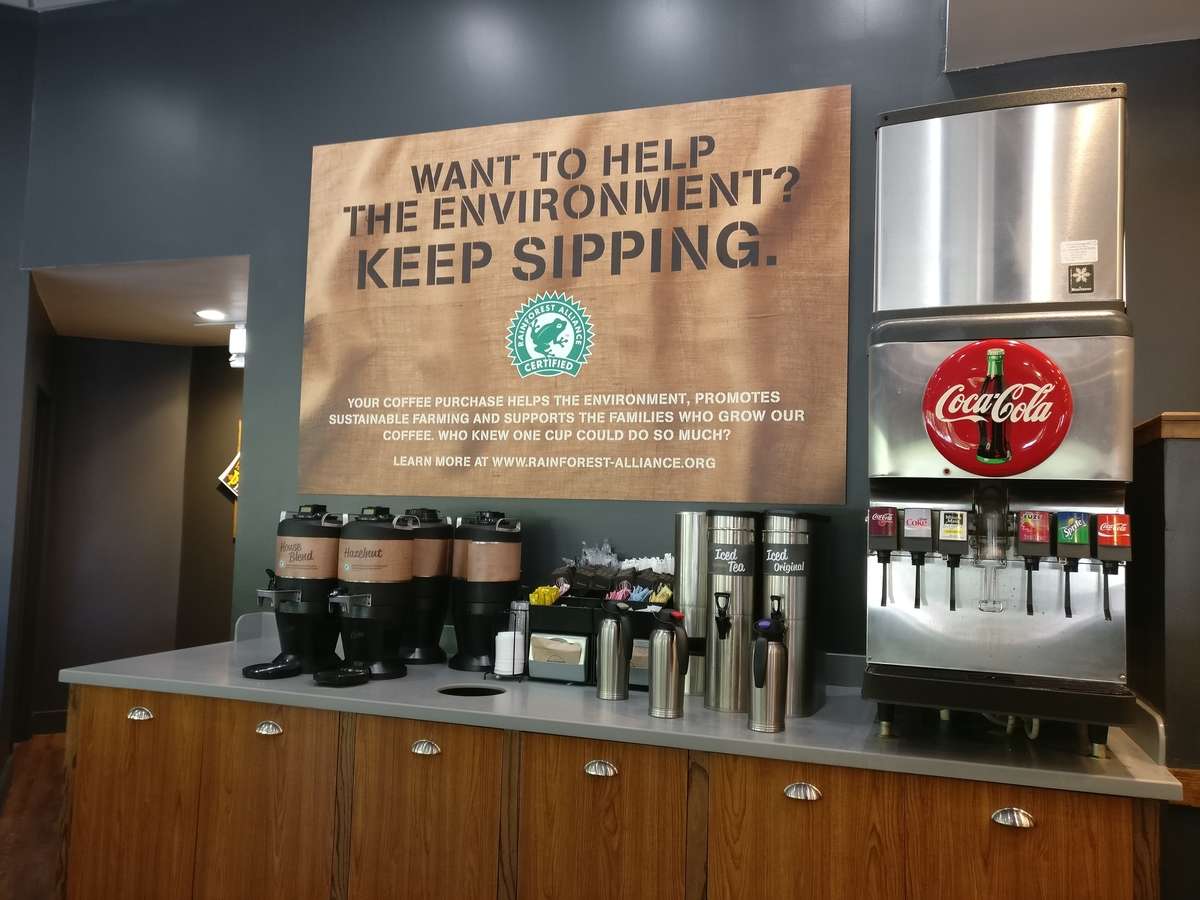 WANT TO HELP
THE ENVIRONMENT?
KEEP SIPPING.
RAINFOREST ALLIANCE
CERTIFIED
YOUR COFFEE PURCHASE HELPS THE ENVIRONMENT, PROMOTES
SUSTAINABLE FARMING AND SUPPORTS THE FAMILIES WHO GROW OUR
COFFEE. WHO KNEW ONE CUP COULD DO SO MUCH?
LEARN MORE AT WWW.RAINFOREST-ALLIANCE.ORG
Coca-Cola
House
Blend
Hazelnut
Iced
Tea
Iced
Original
Coke
Sprite
Coca-Cola